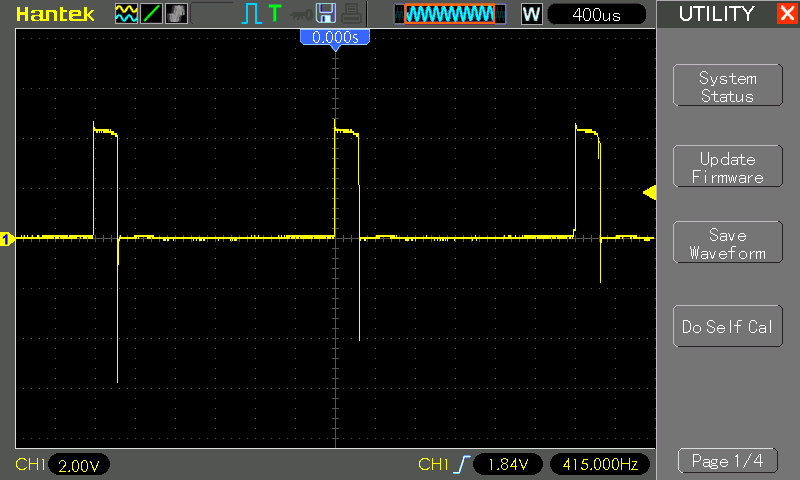 Hantek T W 400us UTILITY X
0.000s
System
Status
Update
Firmware
1
Save
Waveform
Do Self Cal
CH1 2.00V CH1 1.84V 415.000Hz Page 1/4